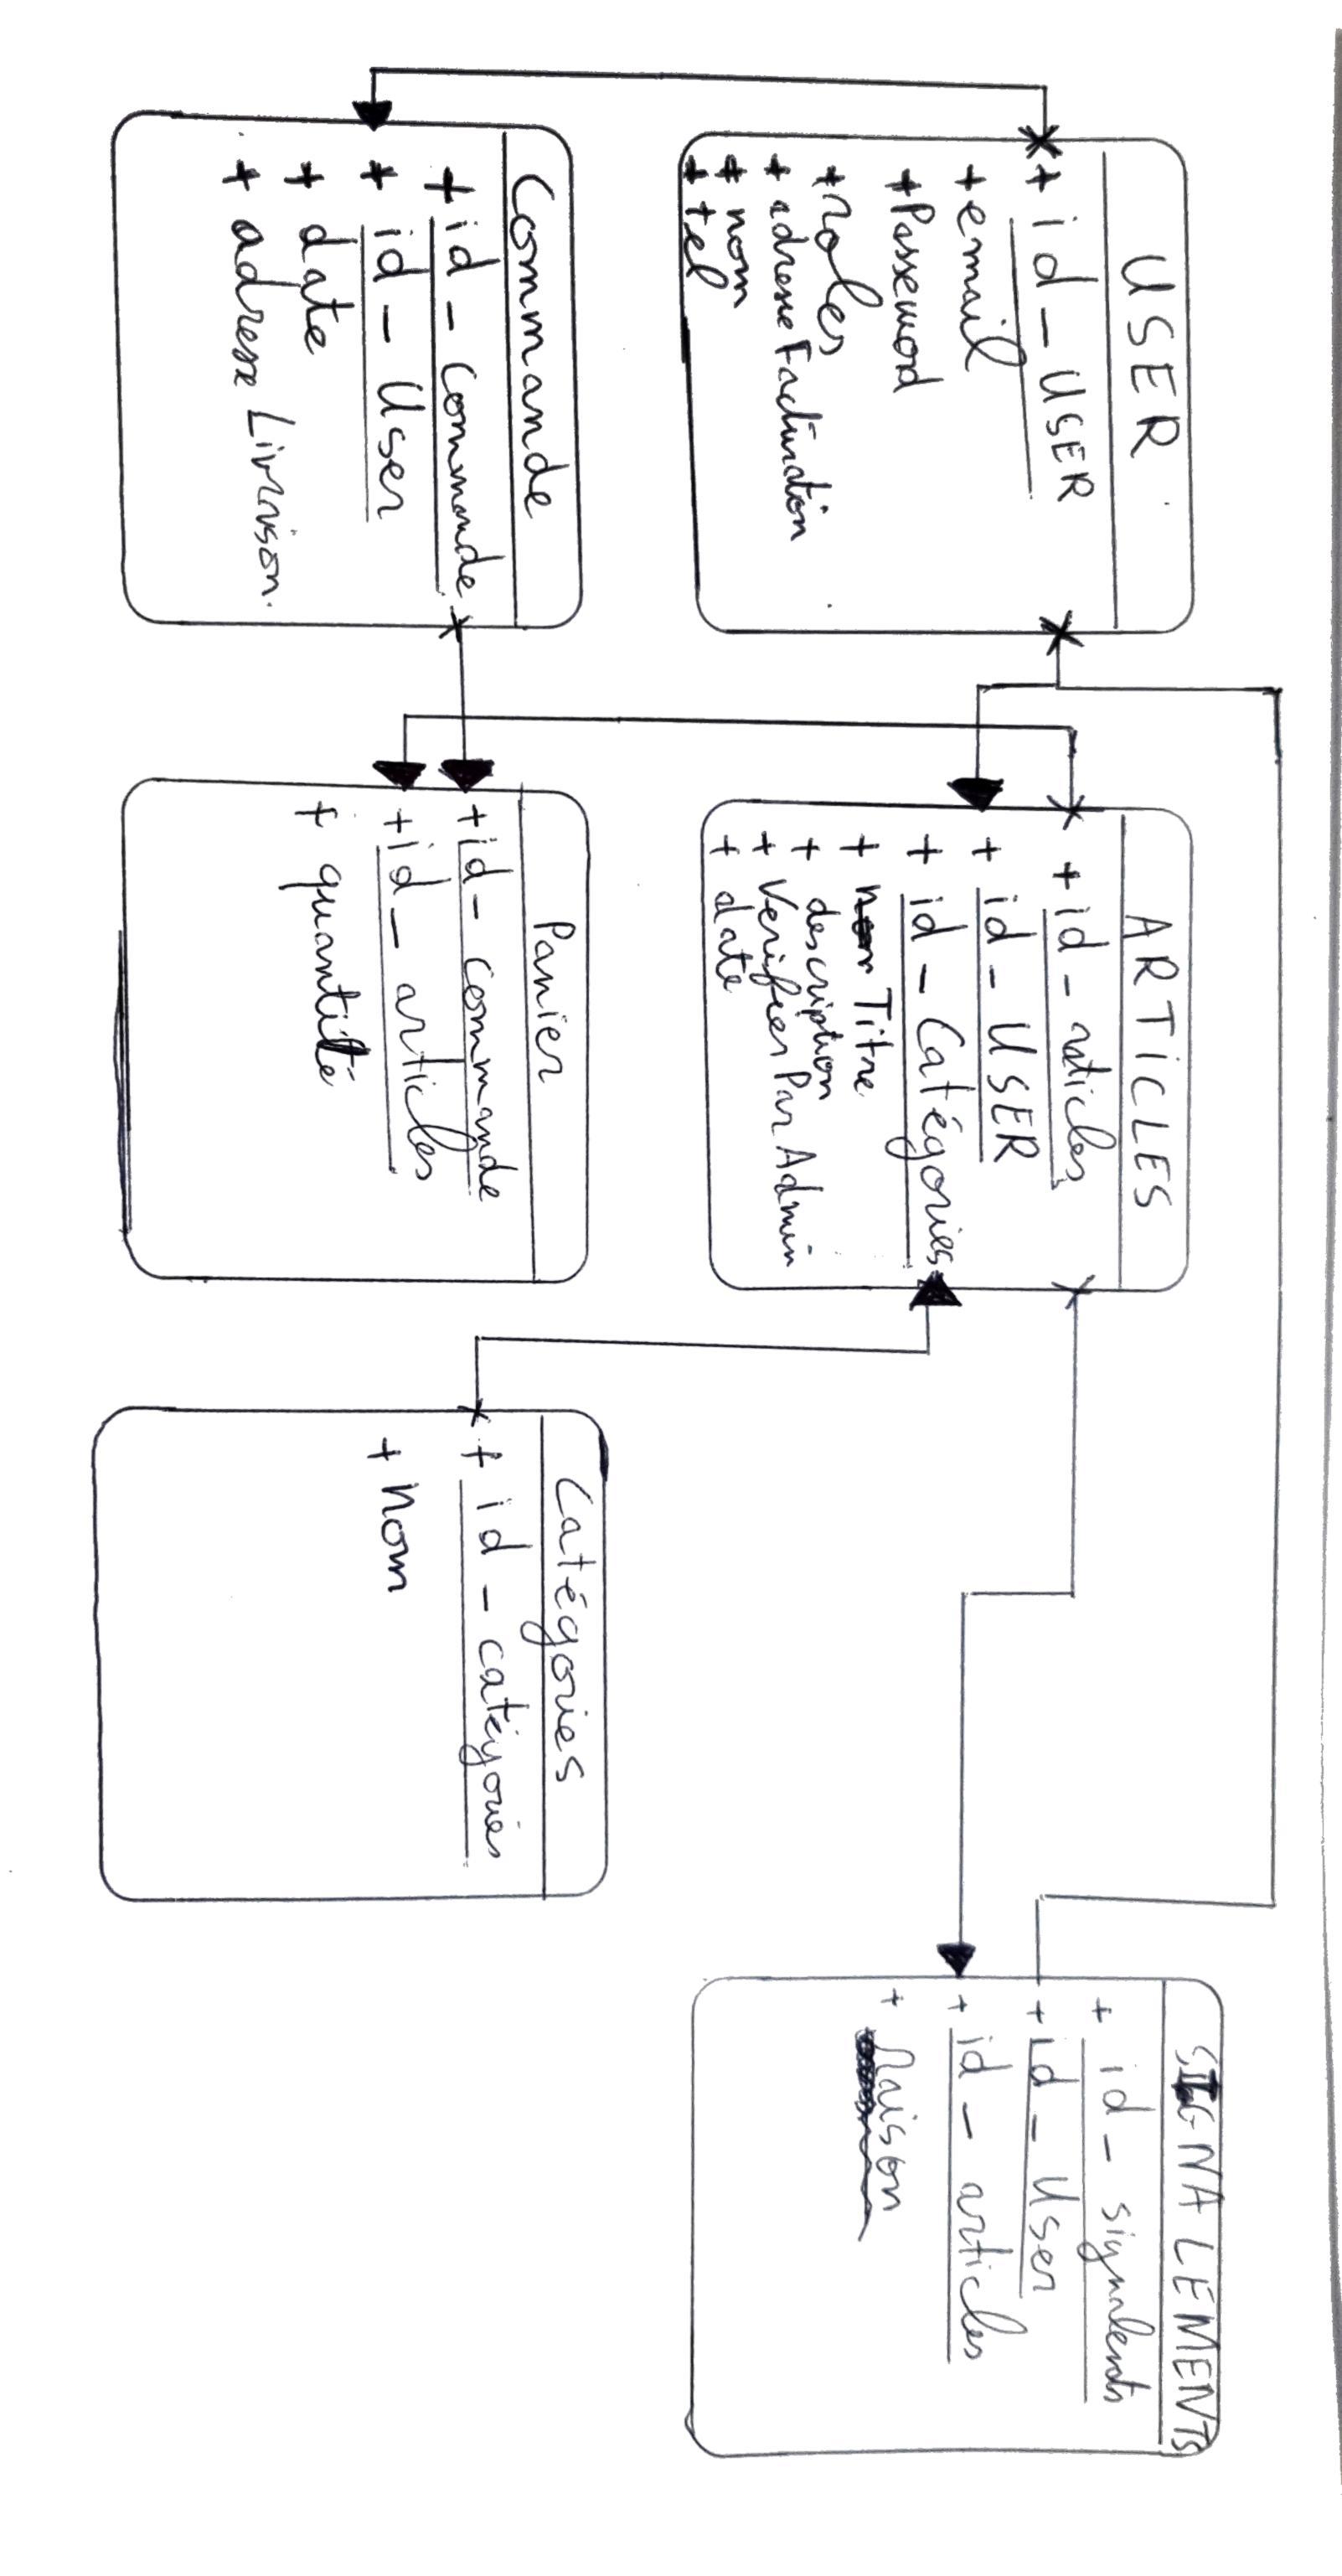 USER
+ id_USER
+ email
+ Passeword
+ roles
+ adresse Facturation
+ nom
+ tel
ARTICLES
+ id_articles
+ id_USER
+ id_Catégories
+ Titre
+ description
+ Verifier Par Admin
+ date
SIGNALEMENTS
+ id_signalements
+ id_User
+ id_articles
+ Raison
Commande
+ id_Commande
+ id_User
+ date
+ adresse Livraison.
Panier
+ id_commande
+ id_articles
+ quantité
Catégories
+ id_catégories
+ nom